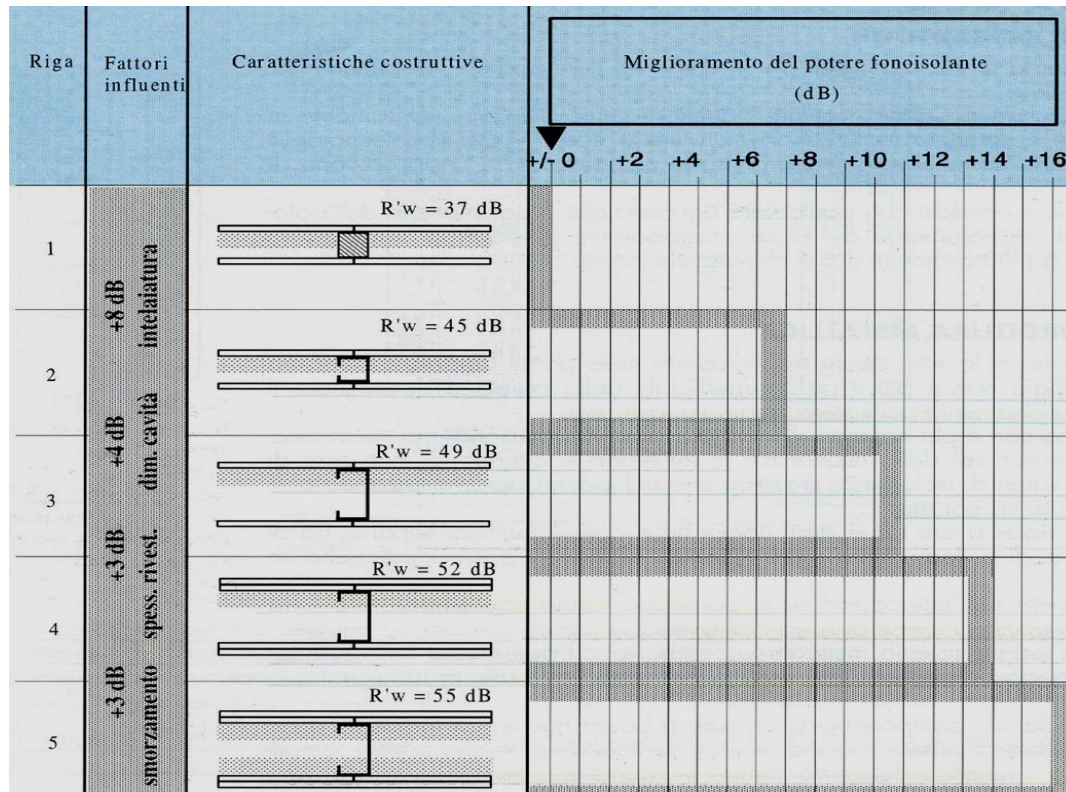 Riga
Fattori
influenti
Caratteristiche costruttive
Miglioramento del potere fonoisolante
(dB)
+/- 0 +2 +4 +6 +8 +10 +12 +14 +16
1
R'w = 37 dB
+8 dB
intelaiatura
2
R'w = 45 dB
+4 dB
dim. cavità
3
R'w = 49 dB
+3 dB
spess. rivest.
4
R'w = 52 dB
+3 dB
smorzamento
5
R'w = 55 dB